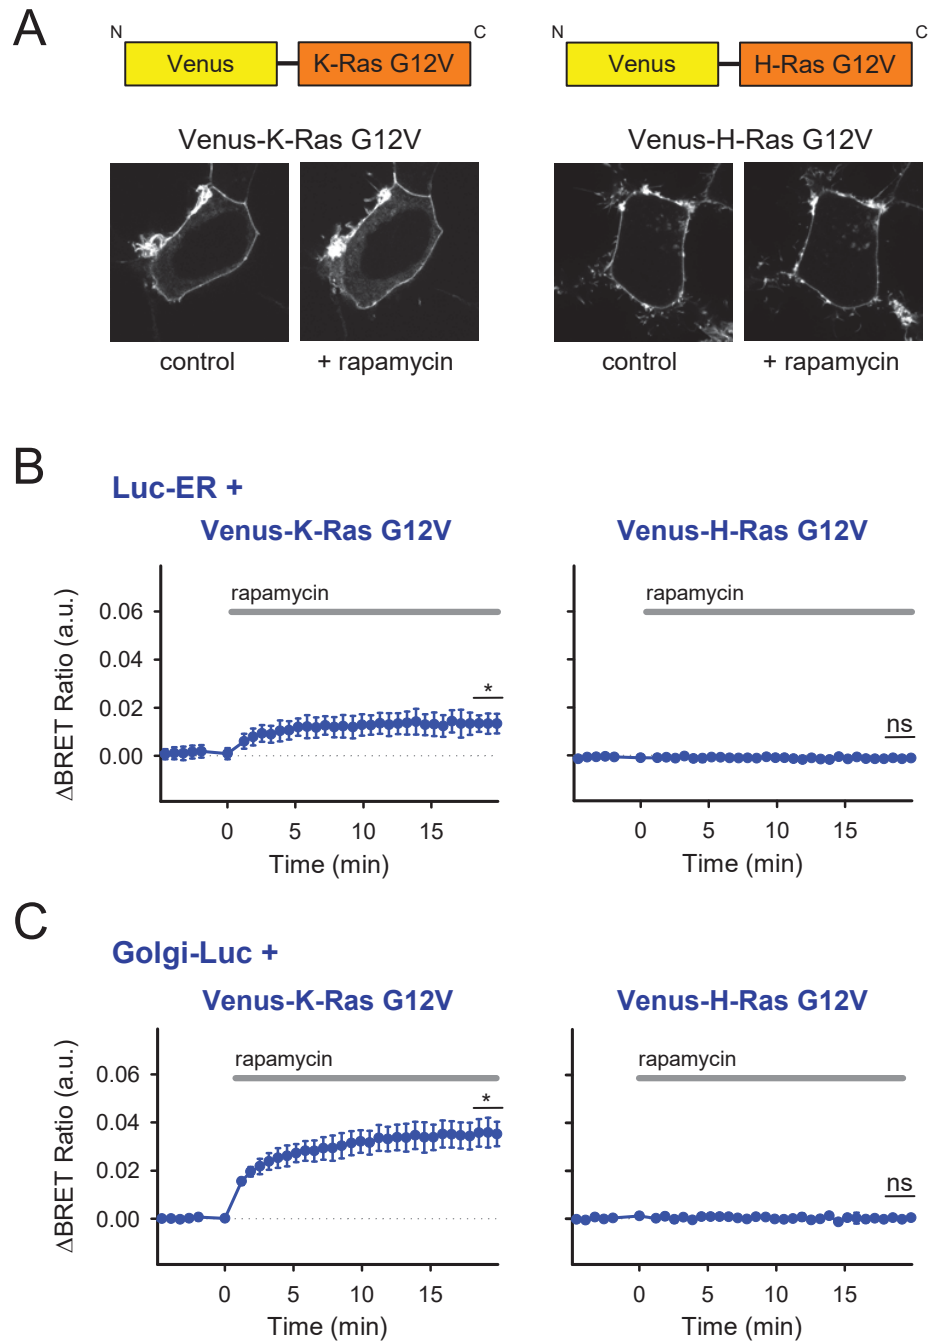 A
N C N C
Venus K-Ras G12V Venus H-Ras G12V
Venus-K-Ras G12V Venus-H-Ras G12V
control + rapamycin control + rapamycin
B
Luc-ER +
Venus-K-Ras G12V Venus-H-Ras G12V
rapamycin rapamycin
0.06
0.04
0.02
0.00
ΔBRET Ratio (a.u.)
* ns
0 5 10 15 0 5 10 15
Time (min) Time (min)
C
Golgi-Luc +
Venus-K-Ras G12V Venus-H-Ras G12V
rapamycin rapamycin
0.06
0.04
0.02
0.00
ΔBRET Ratio (a.u.)
* ns
0 5 10 15 0 5 10 15
Time (min) Time (min)